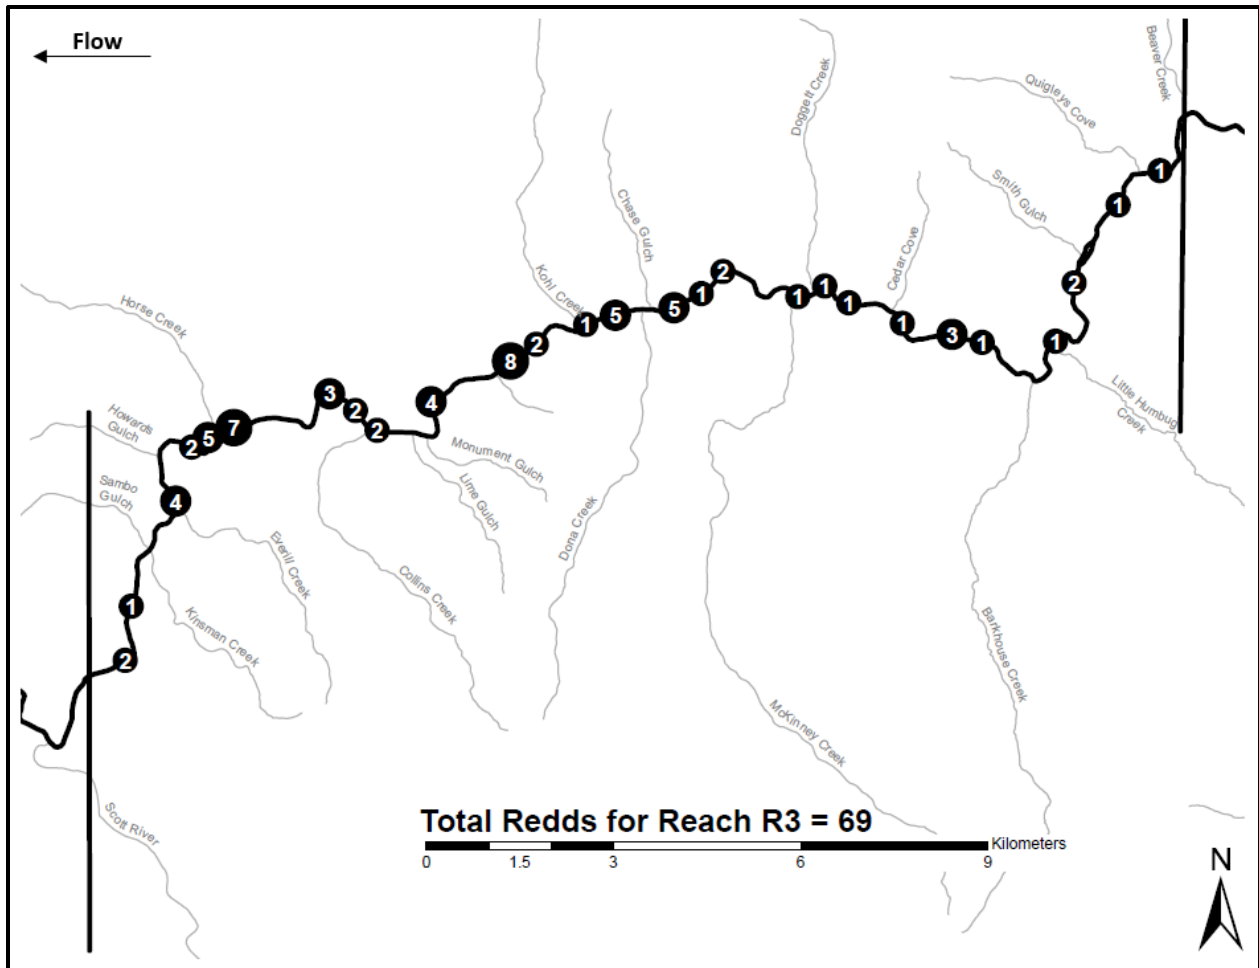 Flow
Beaver Creek
Quigleys Cove
Doggett Creek
Smith Gulch
1
1
Chase Gulch
Cedar Cove
Kohl Creek
2
2
1
1
1
1
5
5
1
1
3
1
1
2
8
Horse Creek
Little Humbug
Creek
3
2
2
4
Howards
Gulch
2
5
7
Monument Gulch
Lime Gulch
Sambo
Gulch
4
Dona Creek
Everill Creek
Collins Creek
1
Kinsman Creek
Barkhouse Creek
2
McKinney Creek
Scott River
Total Redds for Reach R3 = 69
Kilometers
0 1.5 3 6 9
N